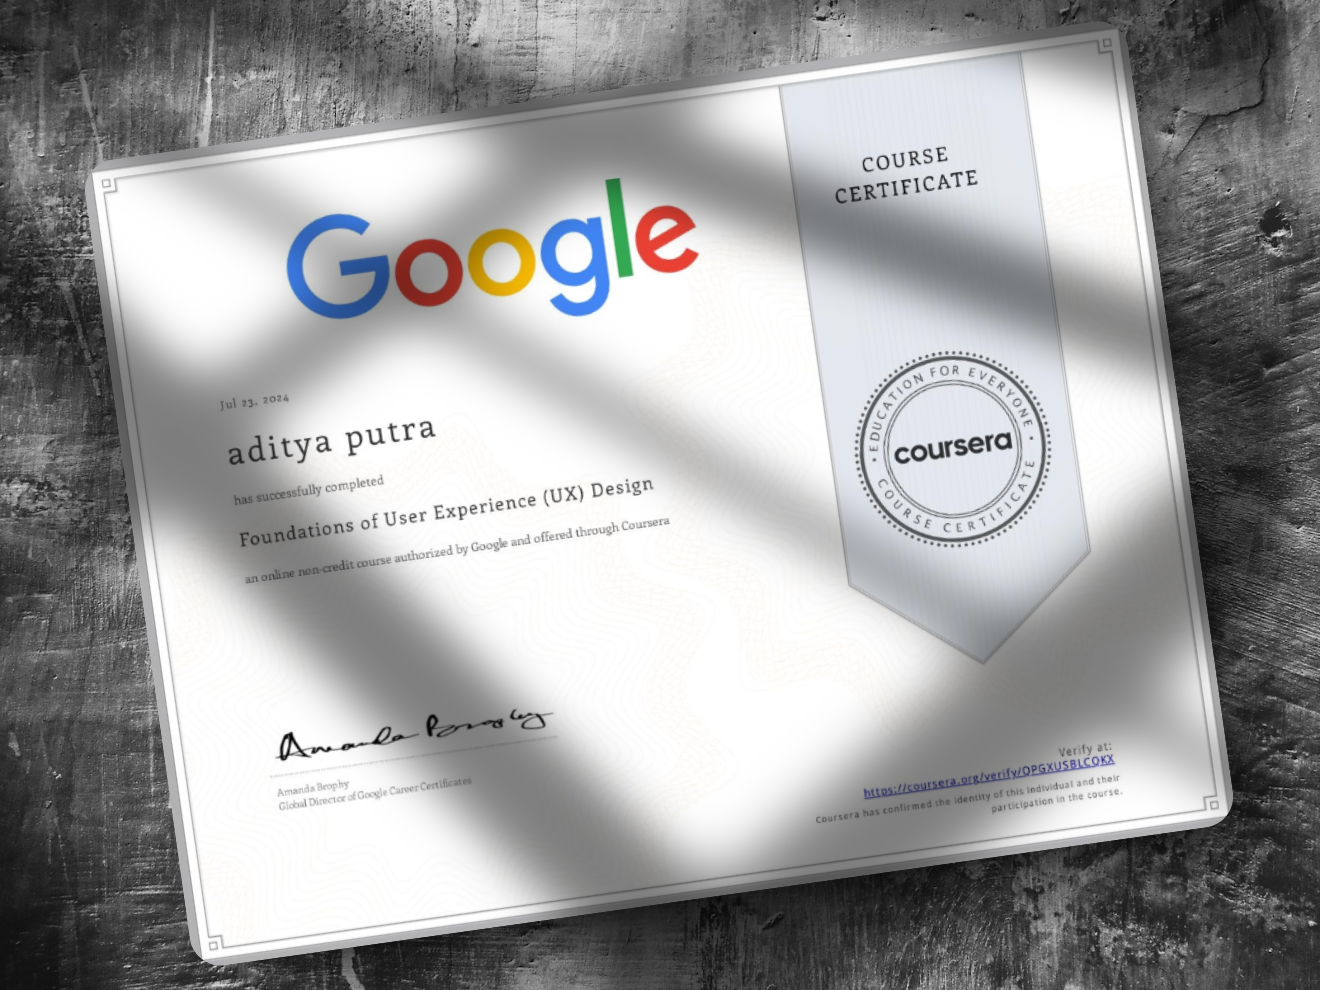 Google
COURSE
CERTIFICATE
Jul 23, 2024
aditya putra
has successfully completed
Foundations of User Experience (UX) Design
an online non-credit course authorized by Google and offered through Coursera
EDUCATION FOR EVERYONE
coursera
COURSE CERTIFICATE
Amanda Brophy
Amanda Brophy
Global Director of Google Career Certificates
Verify at:
https://coursera.org/verify/OPGXUSBLCQKX
Coursera has confirmed the identity of this individual and their
participation in the course.